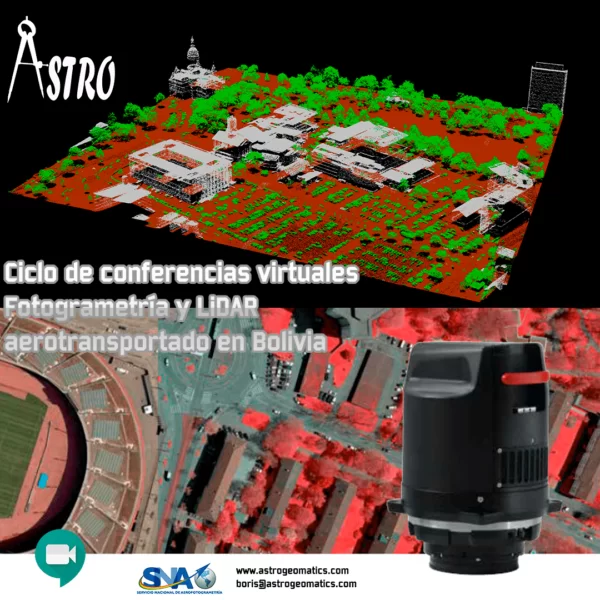 ASTRO
Ciclo de conferencias virtuales
Fotogrametría y LiDAR
aerotransportado en Bolivia
SNA
SERVICIO NACIONAL DE AEROFOTOGRAMETRÍA
www.astrogeomatics.com
boris@astrogeomatics.com